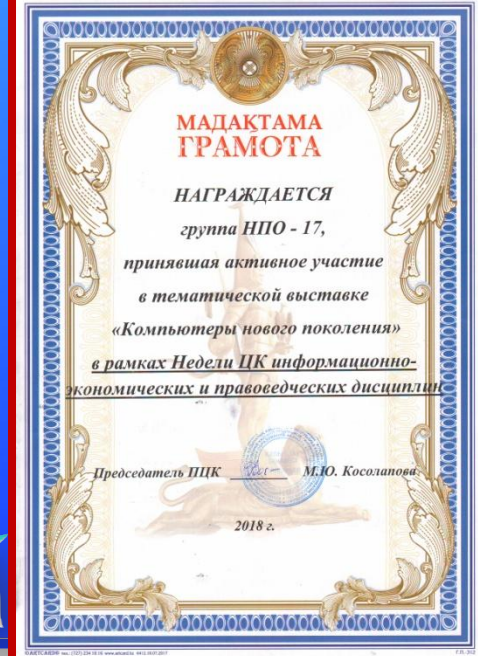 МАДАҚТАМА
ГРАМОТА
НАГРАЖДАЕТСЯ
группа НПО - 17,
принявшая активное участие
в тематической выставке
«Компьютеры нового поколения»
в рамках Недели ЦК информационно-
экономических и правоведческих дисциплин
Председатель ПЦК М.Ю. Косолапова
2018 г.